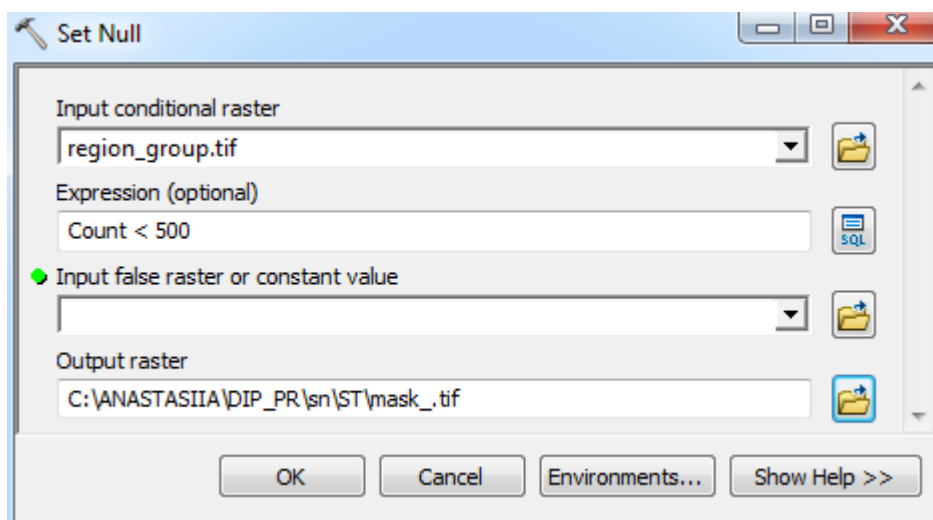 Set Null
Input conditional raster
region_group.tif
Expression (optional)
Count < 500
SQL
Input false raster or constant value
Output raster
C:\ANASTASIIA\DIP_PR\sn\ST\mask_.tif
OK Cancel Environments... Show Help >>